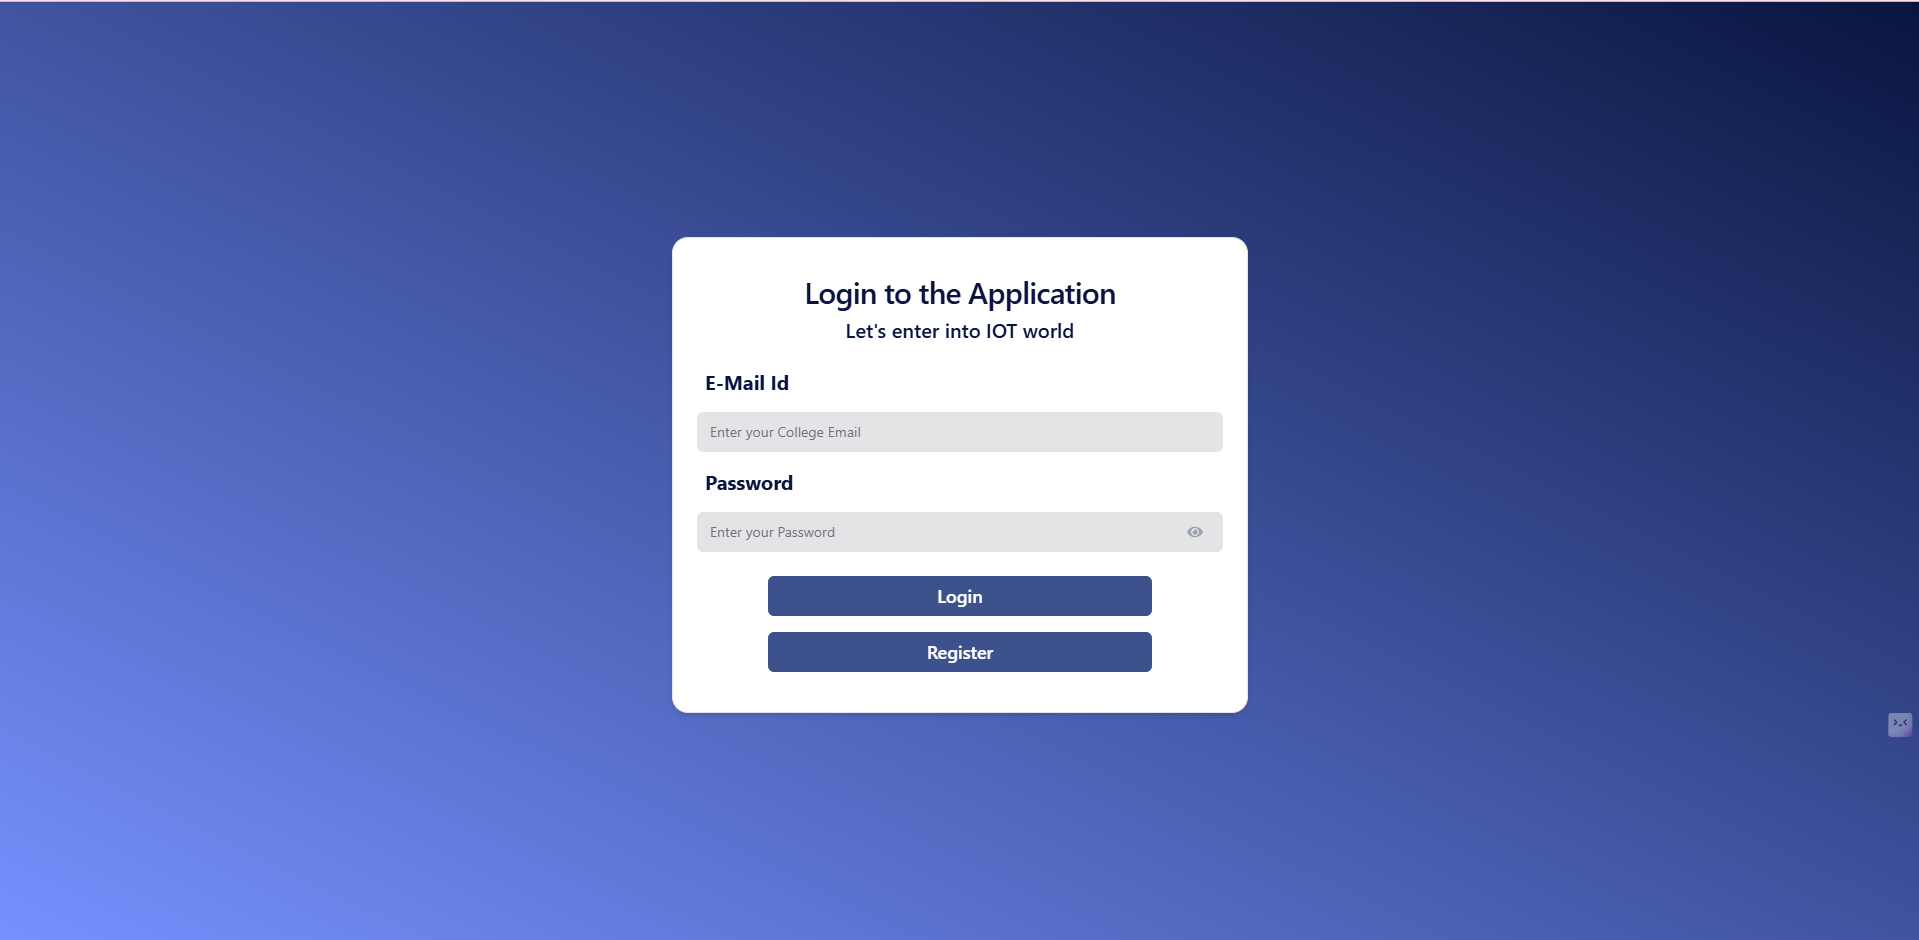 Login to the Application
Let's enter into IOT world
E-Mail Id
Enter your College Email
Password
Enter your Password
Login
Register